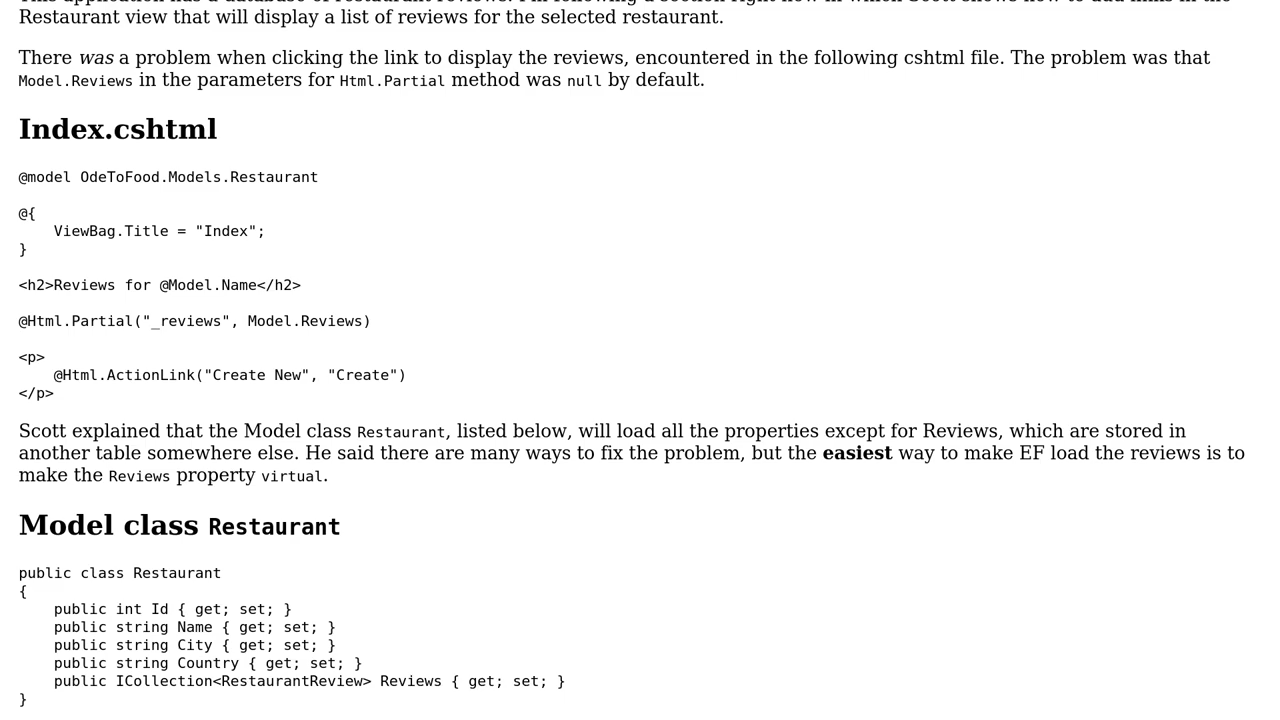 Restaurant view that will display a list of reviews for the selected restaurant.
There was a problem when clicking the link to display the reviews, encountered in the following cshtml file. The problem was that
Model.Reviews in the parameters for Html.Partial method was null by default.
Index.cshtml
@model OdeToFood.Models.Restaurant
@{
    ViewBag.Title = "Index";
}
<h2>Reviews for @Model.Name</h2>
@Html.Partial("_reviews", Model.Reviews)
<p>
    @Html.ActionLink("Create New", "Create")
</p>
Scott explained that the Model class Restaurant, listed below, will load all the properties except for Reviews, which are stored in
another table somewhere else. He said there are many ways to fix the problem, but the easiest way to make EF load the reviews is to
make the Reviews property virtual.
Model class Restaurant
public class Restaurant
{
    public int Id { get; set; }
    public string Name { get; set; }
    public string City { get; set; }
    public string Country { get; set; }
    public ICollection<RestaurantReview> Reviews { get; set; }
}